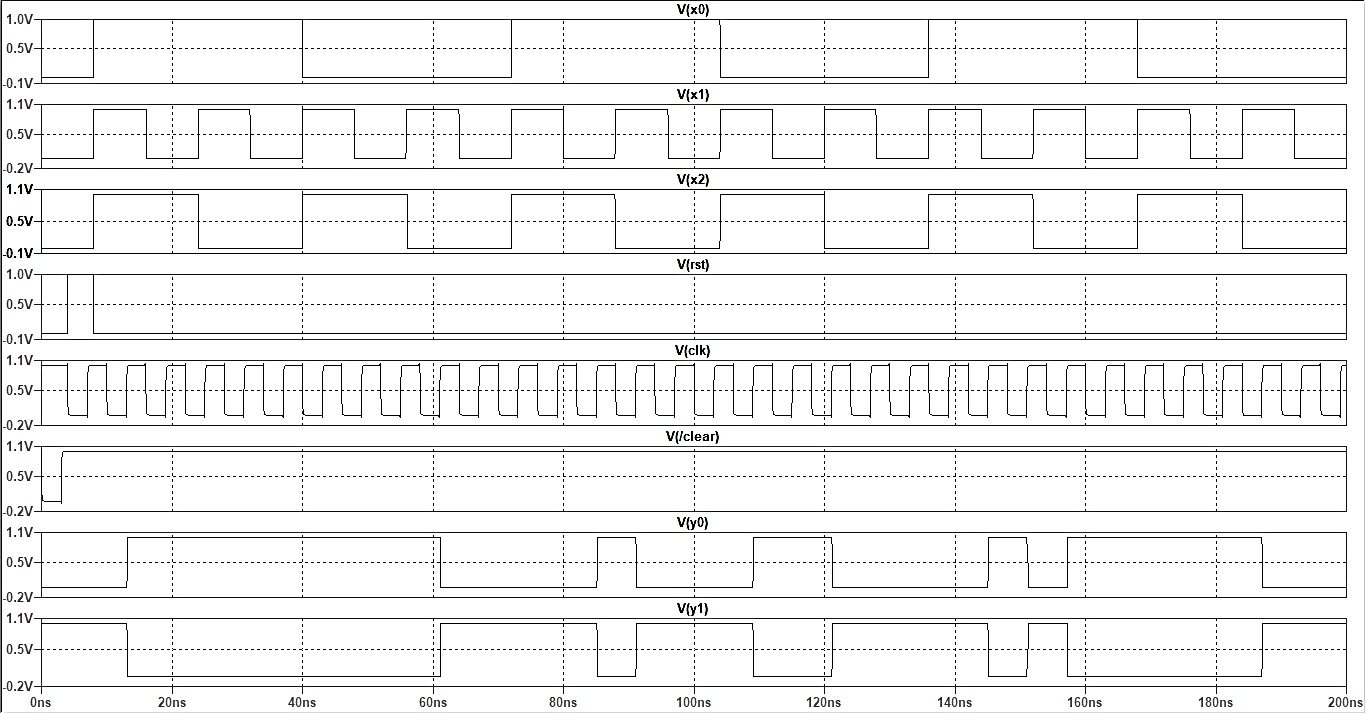 V(x0)
1.0V
0.5V
-0.1V
V(x1)
1.1V
0.5V
-0.2V
V(x2)
1.1V
0.5V
-0.1V
V(rst)
1.0V
0.5V
-0.1V
V(clk)
1.1V
0.5V
-0.2V
V(/clear)
1.1V
0.5V
-0.2V
V(y0)
1.1V
0.5V
-0.2V
V(y1)
1.1V
0.5V
-0.2V
0ns 20ns 40ns 60ns 80ns 100ns 120ns 140ns 160ns 180ns 200ns